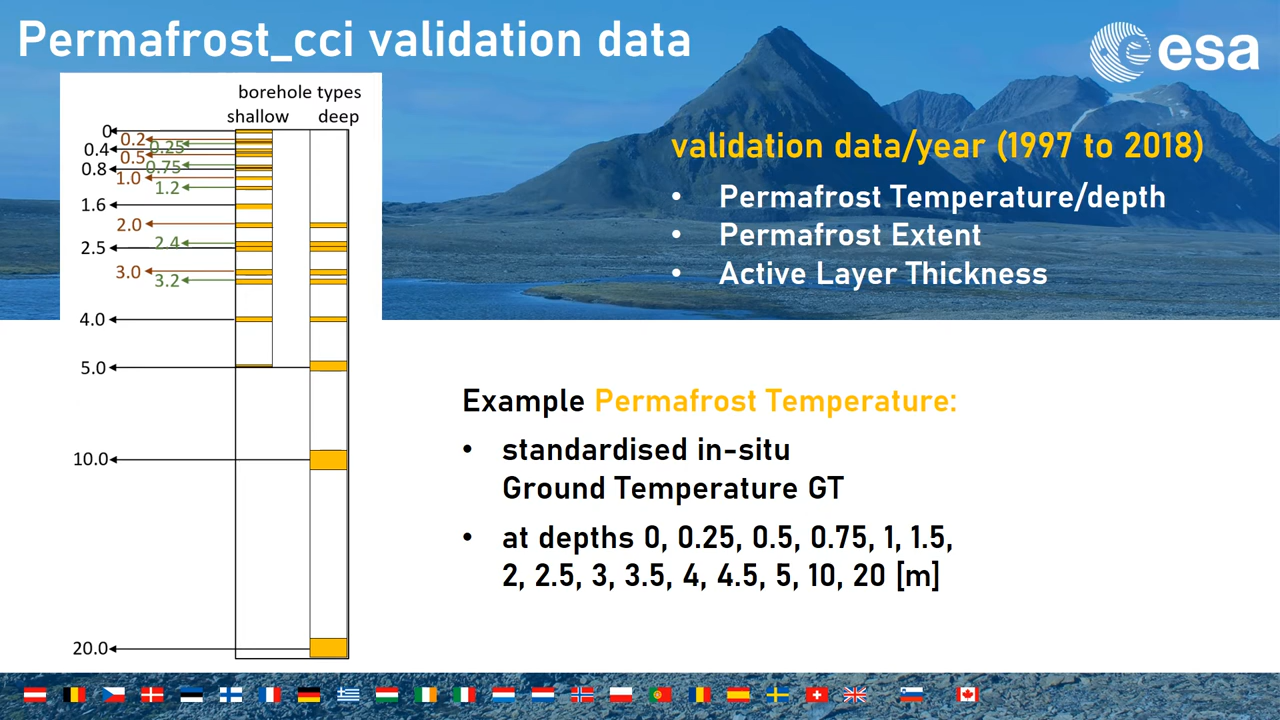 Permafrost_cci validation data
esa
borehole types
shallow deep
0
0.2
0.25
0.4
0.5
0.75
0.8
1.0
1.2
1.6
2.0
2.4
2.5
3.0
3.2
4.0
5.0
10.0
20.0
validation data/year (1997 to 2018)
• Permafrost Temperature/depth
• Permafrost Extent
• Active Layer Thickness
Example Permafrost Temperature:
• standardised in-situ
Ground Temperature GT
• at depths 0, 0.25, 0.5, 0.75, 1, 1.5,
2, 2.5, 3, 3.5, 4, 4.5, 5, 10, 20 [m]